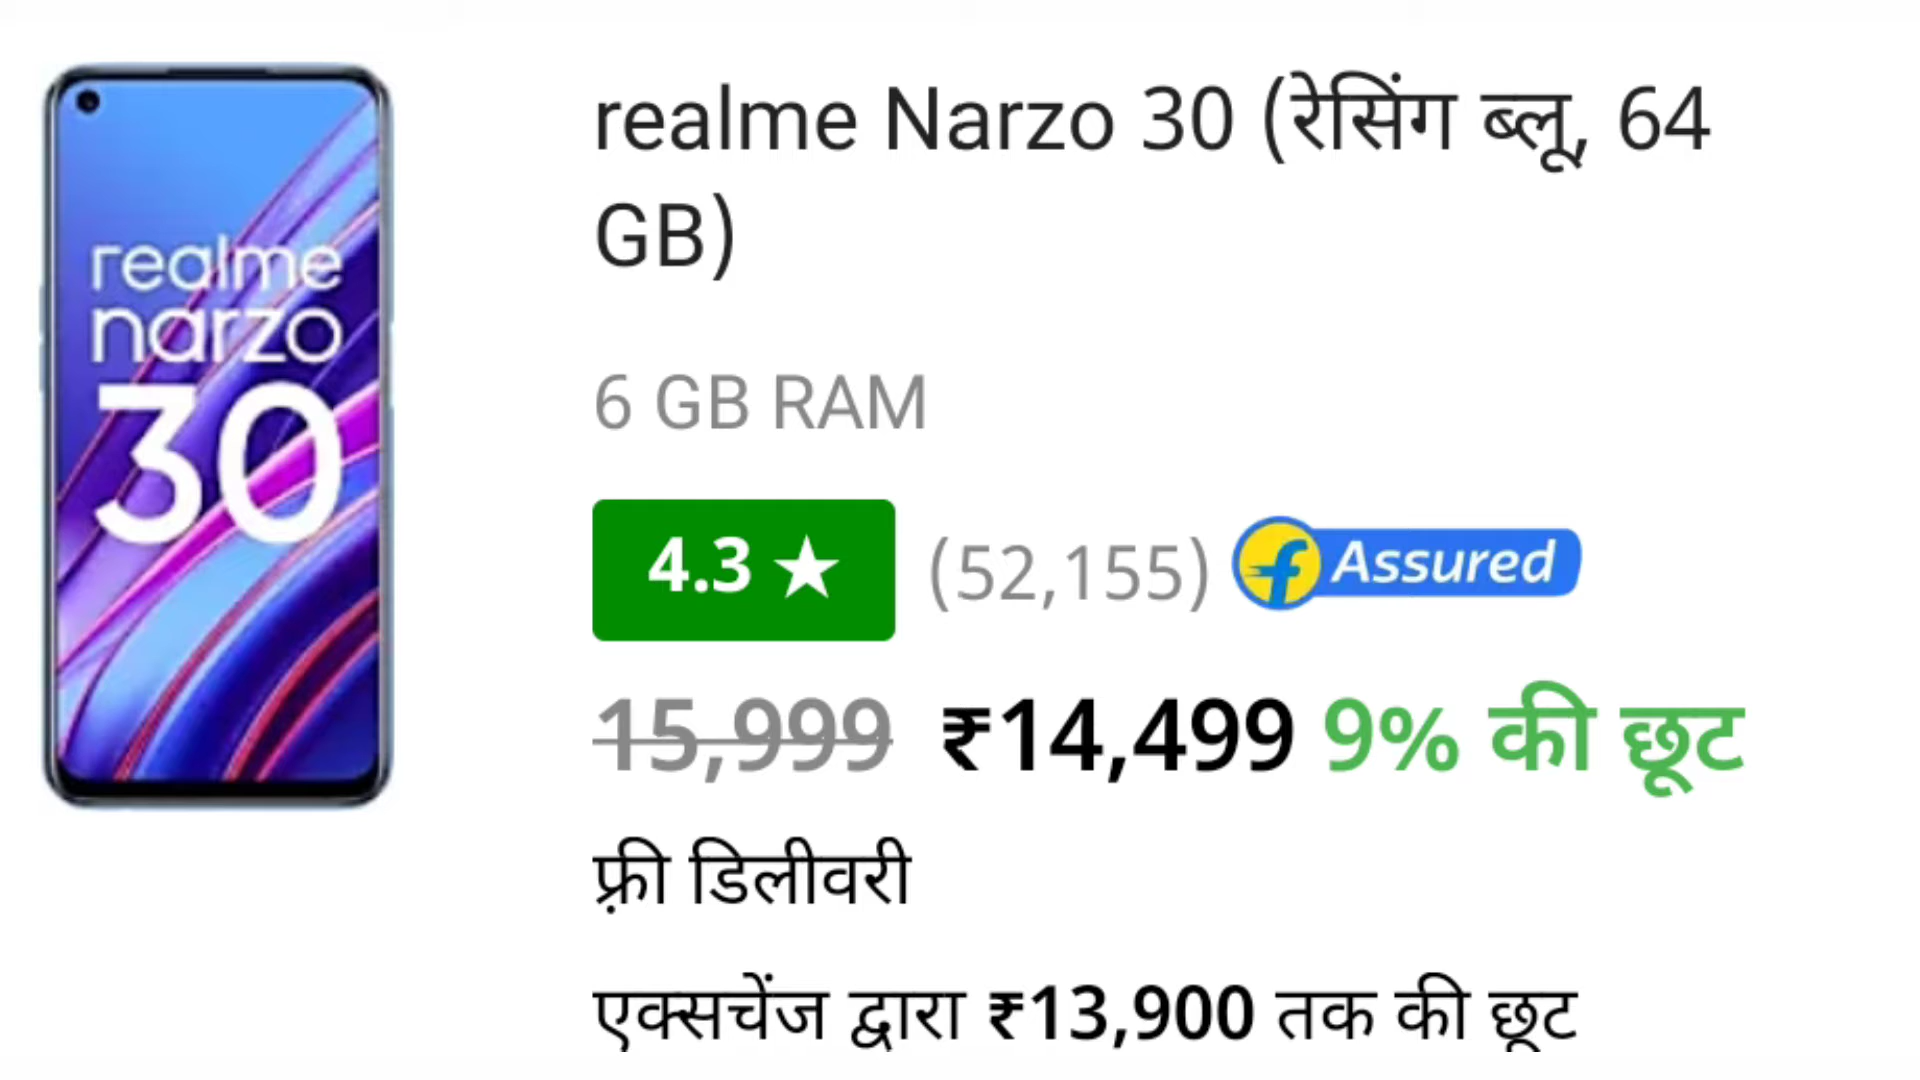 realme
narzo
30
realme Narzo 30 (रेसिंग ब्लू, 64
GB)
6 GB RAM
4.3 ★ (52,155) f Assured
15,999 ₹14,499 9% की छूट
फ़्री डिलीवरी
एक्सचेंज द्वारा ₹13,900 तक की छूट